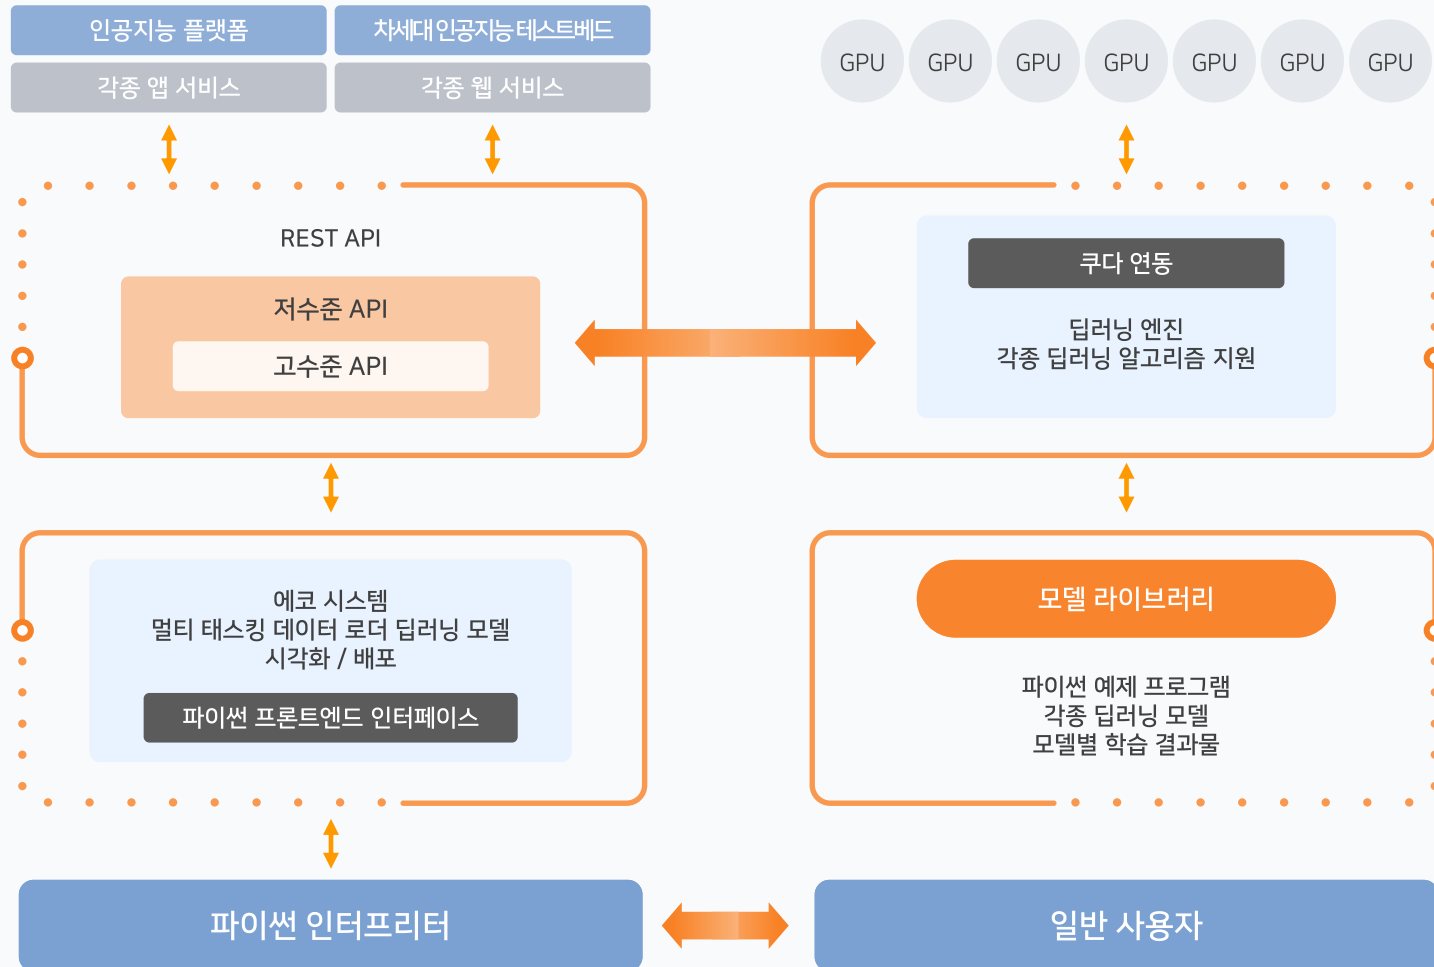 인공지능 플랫폼
차세대 인공지능 테스트베드
각종 앱 서비스
각종 웹 서비스
GPU
GPU
GPU
GPU
GPU
GPU
GPU
REST API
저수준 API
고수준 API
쿠다 연동
딥러닝 엔진
각종 딥러닝 알고리즘 지원
에코 시스템
멀티 태스킹 데이터 로더 딥러닝 모델
시각화 / 배포
파이썬 프론트엔드 인터페이스
모델 라이브러리
파이썬 예제 프로그램
각종 딥러닝 모델
모델별 학습 결과물
파이썬 인터프리터
일반 사용자